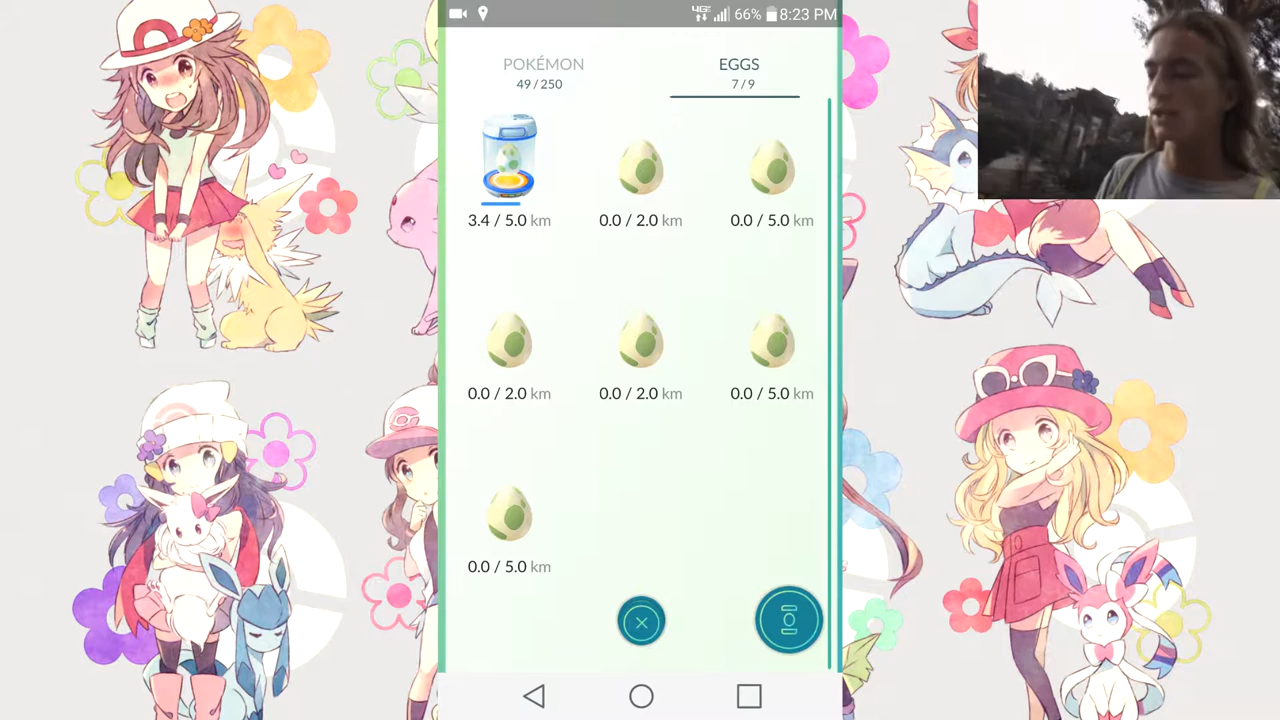 4GE 66% 8:23 PM
POKÉMON EGGS
49 / 250 7 / 9
3.4 / 5.0 km 0.0 / 2.0 km 0.0 / 5.0 km
0.0 / 2.0 km 0.0 / 2.0 km 0.0 / 5.0 km
0.0 / 5.0 km